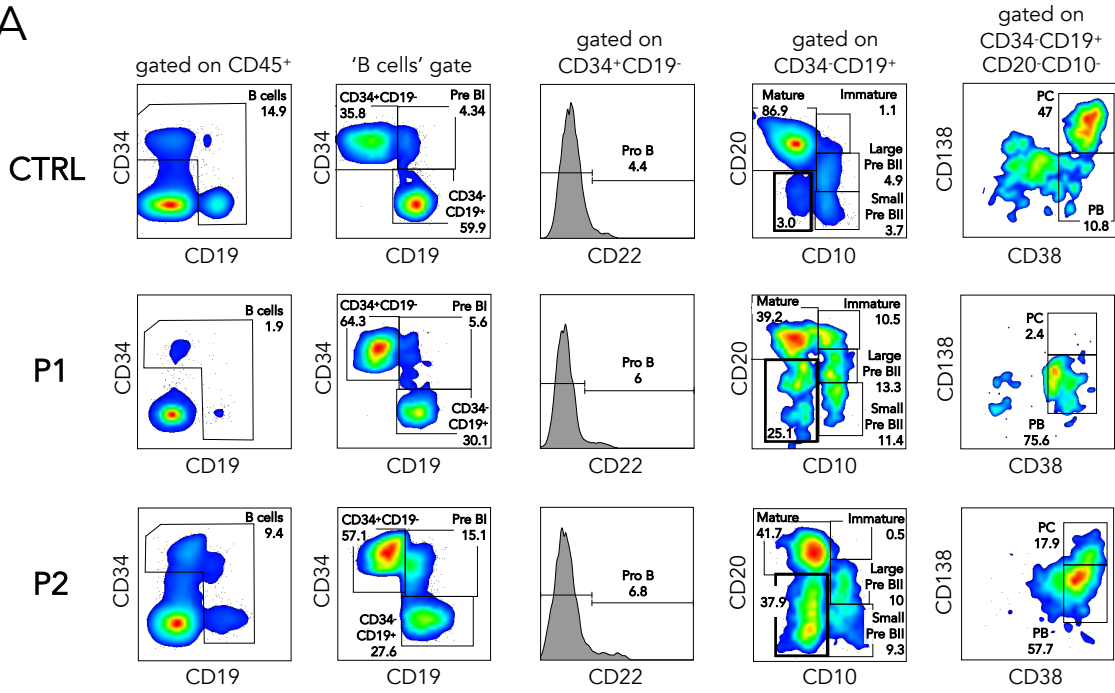 A
gated on CD45⁺
'B cells' gate
gated on
CD34⁺CD19⁻
gated on
CD34⁻CD19⁺
gated on
CD34⁻CD19⁺
CD20⁻CD10⁻
CTRL
CD34
B cells
14.9
CD19
CD34
CD34+CD19-
35.8
Pre BI
4.34
CD34-
CD19+
59.9
CD19
Pro B
4.4
CD22
CD20
Mature
86.9
Immature
1.1
Large
Pre BII
4.9
Small
Pre BII
3.7
3.0
CD10
CD138
PC
47
PB
10.8
CD38
P1
CD34
B cells
1.9
CD19
CD34
CD34+CD19-
64.3
Pre BI
5.6
CD34-
CD19+
30.1
CD19
Pro B
6
CD22
CD20
Mature
39.2
Immature
10.5
Large
Pre BII
13.3
Small
Pre BII
11.4
25.1
CD10
CD138
PC
2.4
PB
75.6
CD38
P2
CD34
B cells
9.4
CD19
CD34
CD34+CD19-
57.1
Pre BI
15.1
CD34-
CD19+
27.6
CD19
Pro B
6.8
CD22
CD20
Mature
41.7
Immature
0.5
Large
Pre BII
10
Small
Pre BII
9.3
37.9
CD10
CD138
PC
17.9
PB
57.7
CD38